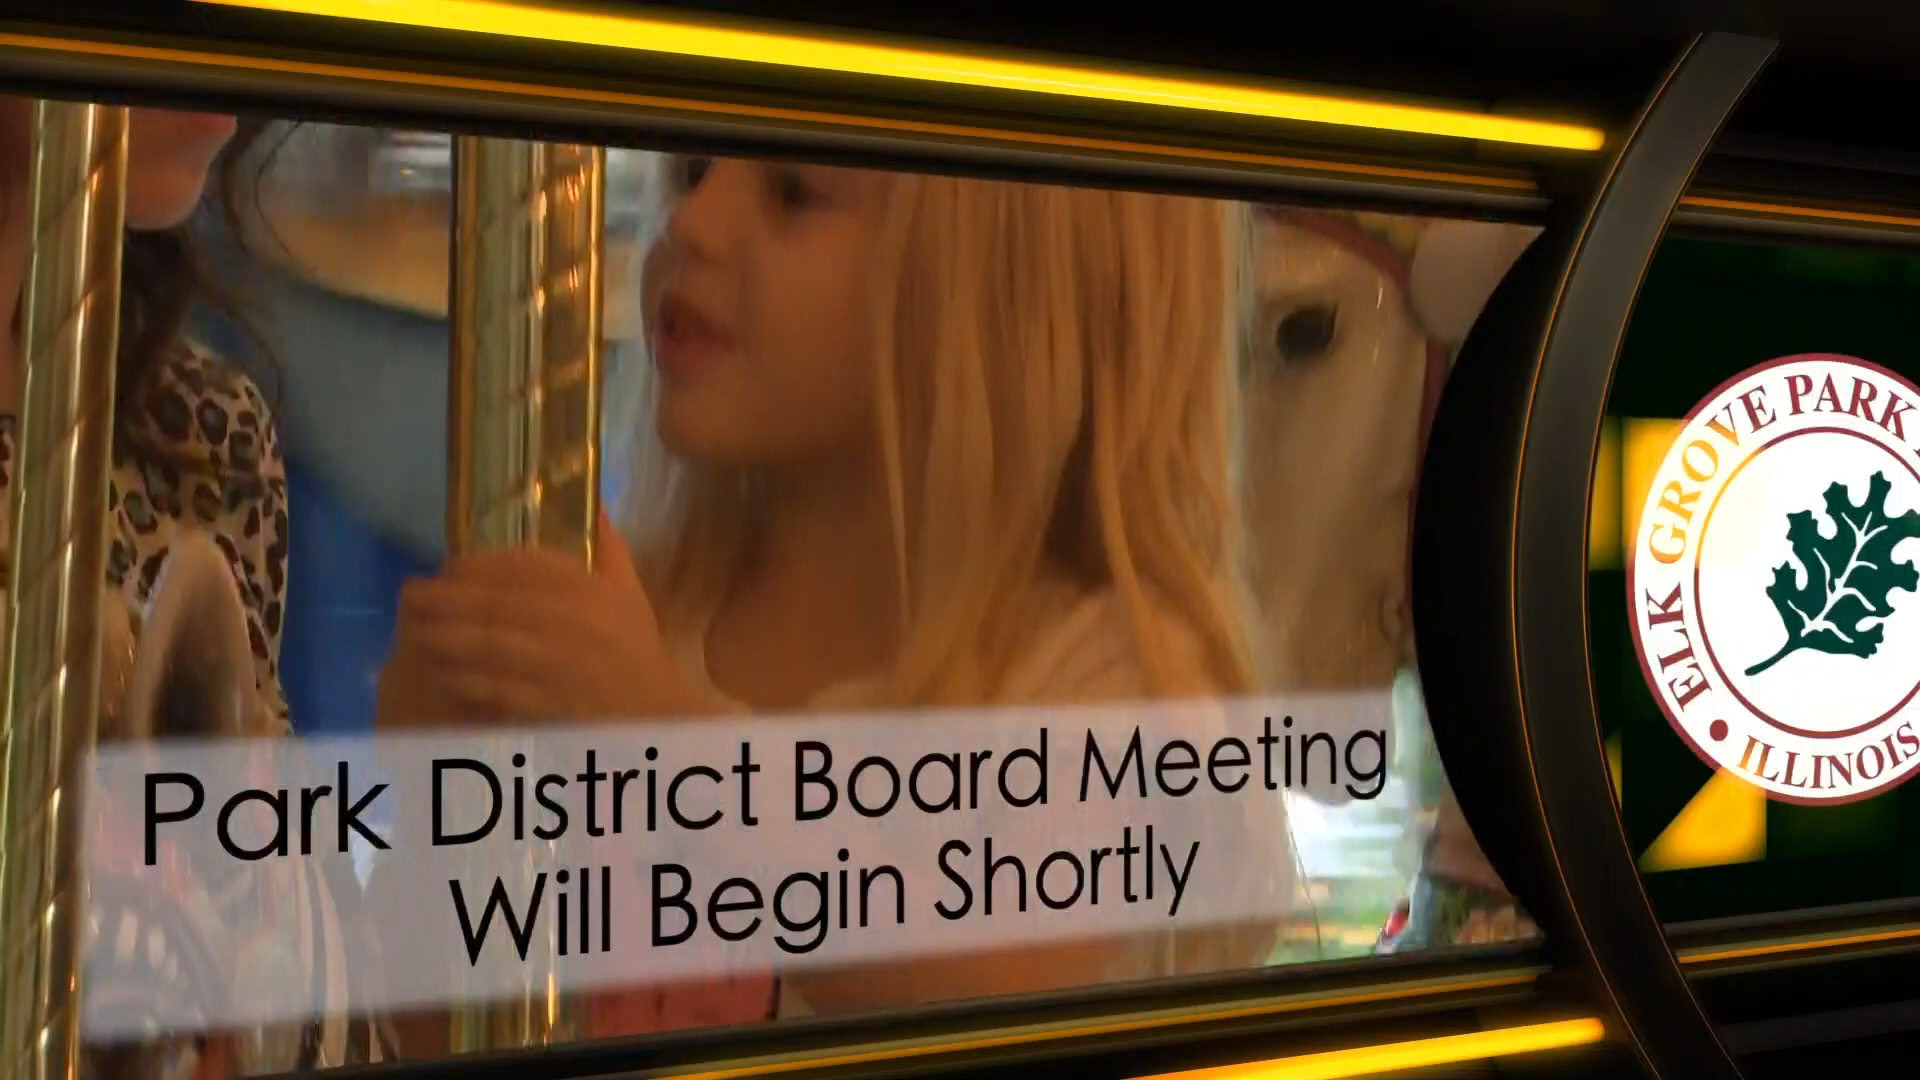 Park District Board Meeting
Will Begin Shortly
ELK GROVE PARK
ILLINOIS